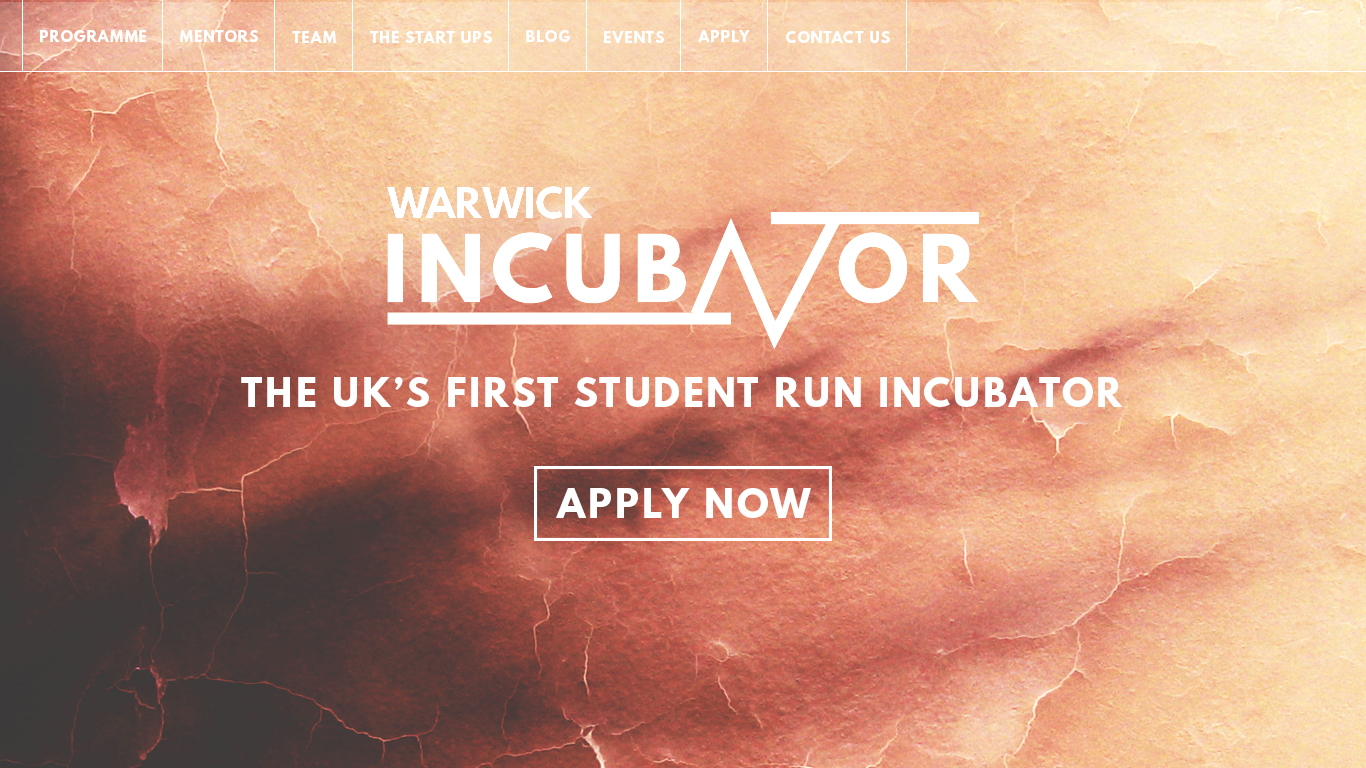 PROGRAMME MENTORS TEAM THE START UPS BLOG EVENTS APPLY CONTACT US
WARWICK
INCUBATOR
THE UK’S FIRST STUDENT RUN INCUBATOR
APPLY NOW